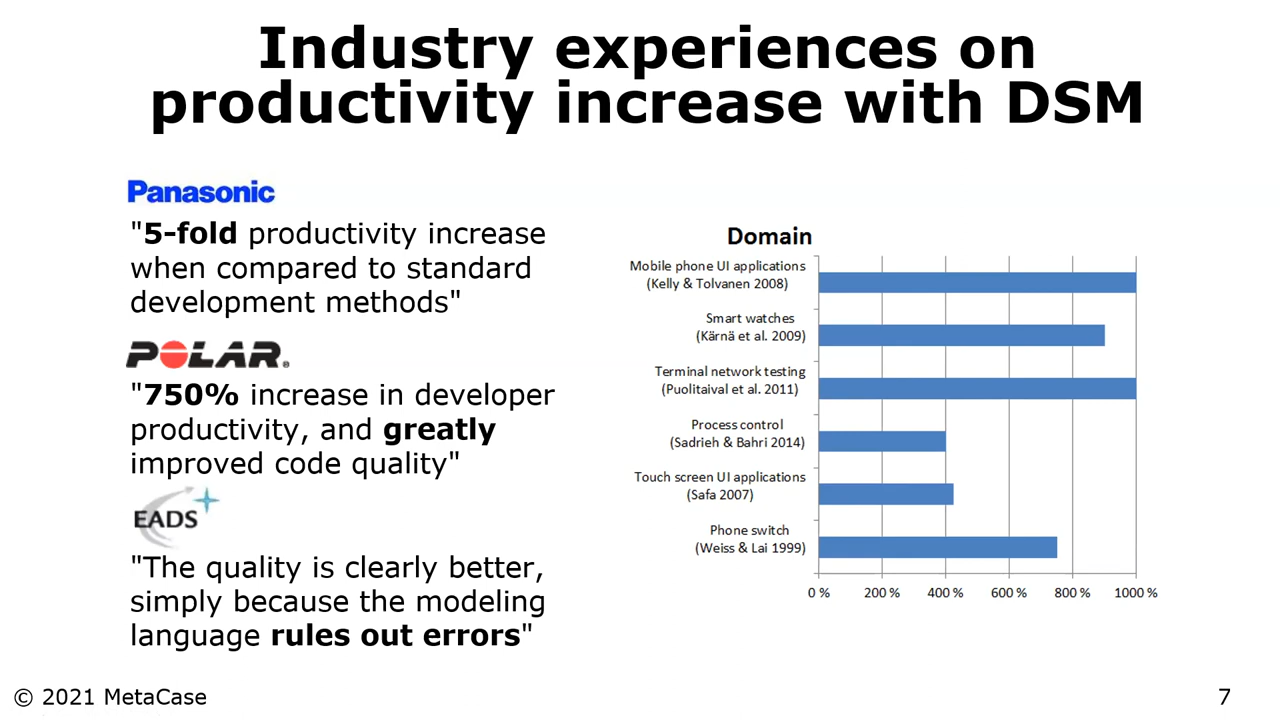 Industry experiences on
productivity increase with DSM
Panasonic
"5-fold productivity increase
when compared to standard
development methods"
POLAR®
"750% increase in developer
productivity, and greatly
improved code quality"
EADS
"The quality is clearly better,
simply because the modeling
language rules out errors"
Domain
Mobile phone UI applications
(Kelly & Tolvanen 2008)
Smart watches
(Kärnä et al. 2009)
Terminal network testing
(Puolitaival et al. 2011)
Process control
(Sadrieh & Bahri 2014)
Touch screen UI applications
(Safa 2007)
Phone switch
(Weiss & Lai 1999)
0 % 200 % 400 % 600 % 800 % 1000 %
© 2021 MetaCase
7